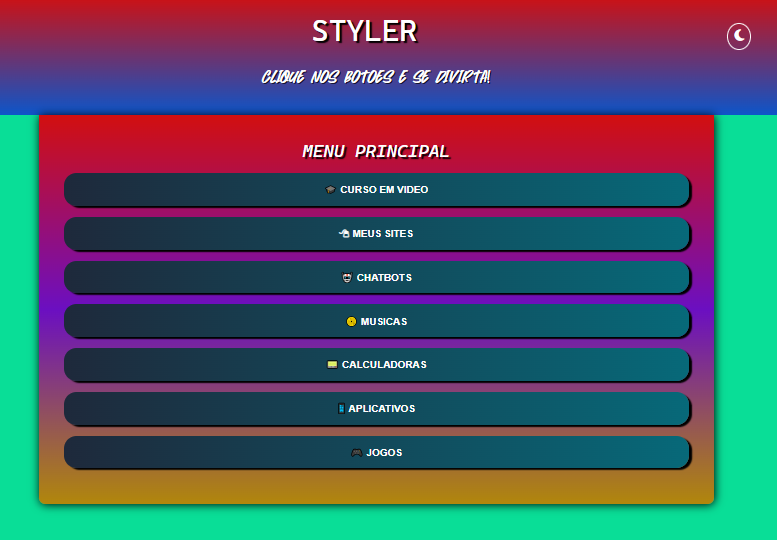 STYLER
CLIQUE NOS BOTOES E SE DIVIRTA!
MENU PRINCIPAL
CURSO EM VIDEO
MEUS SITES
CHATBOTS
MUSICAS
CALCULADORAS
APLICATIVOS
JOGOS